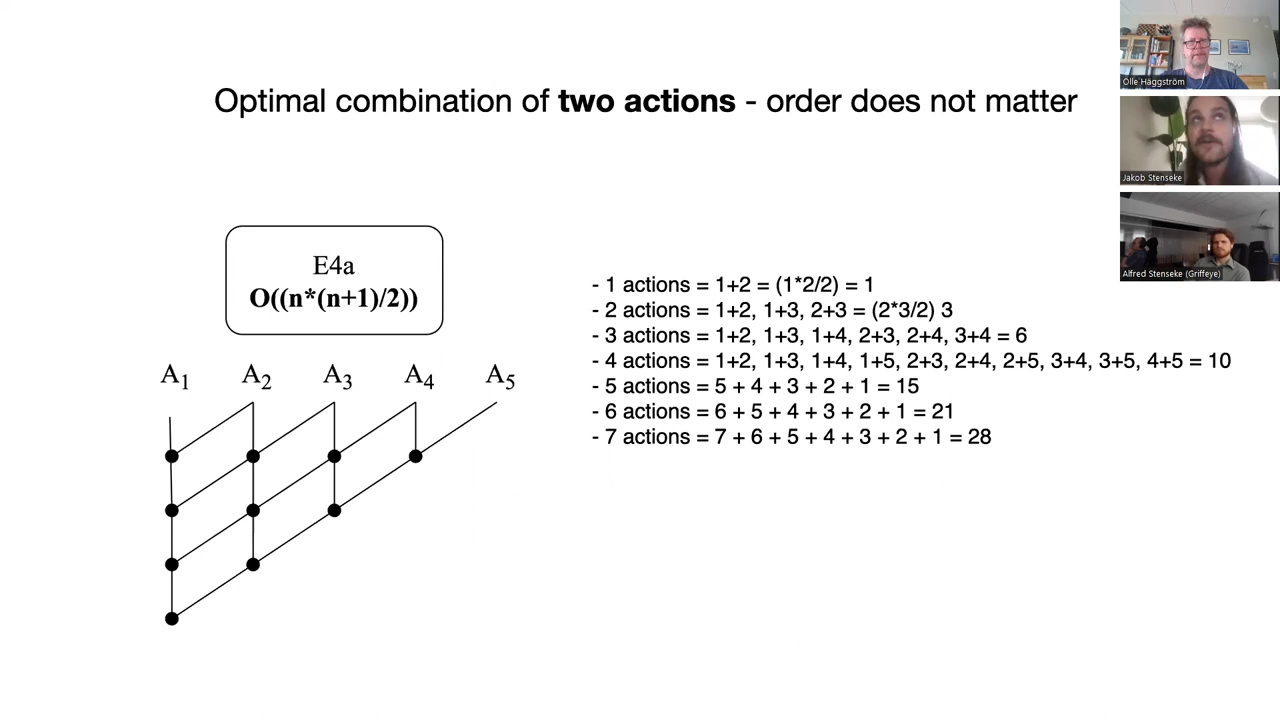 Optimal combination of two actions - order does not matter
E4a
O((n*(n+1)/2))
A1 A2 A3 A4 A5
- 1 actions = 1+2 = (1*2/2) = 1
- 2 actions = 1+2, 1+3, 2+3 = (2*3/2) 3
- 3 actions = 1+2, 1+3, 1+4, 2+3, 2+4, 3+4 = 6
- 4 actions = 1+2, 1+3, 1+4, 1+5, 2+3, 2+4, 2+5, 3+4, 3+5, 4+5 = 10
- 5 actions = 5 + 4 + 3 + 2 + 1 = 15
- 6 actions = 6 + 5 + 4 + 3 + 2 + 1 = 21
- 7 actions = 7 + 6 + 5 + 4 + 3 + 2 + 1 = 28
Olle Häggström
Jakob Stenseke
Alfred Stenseke (Griffeye)